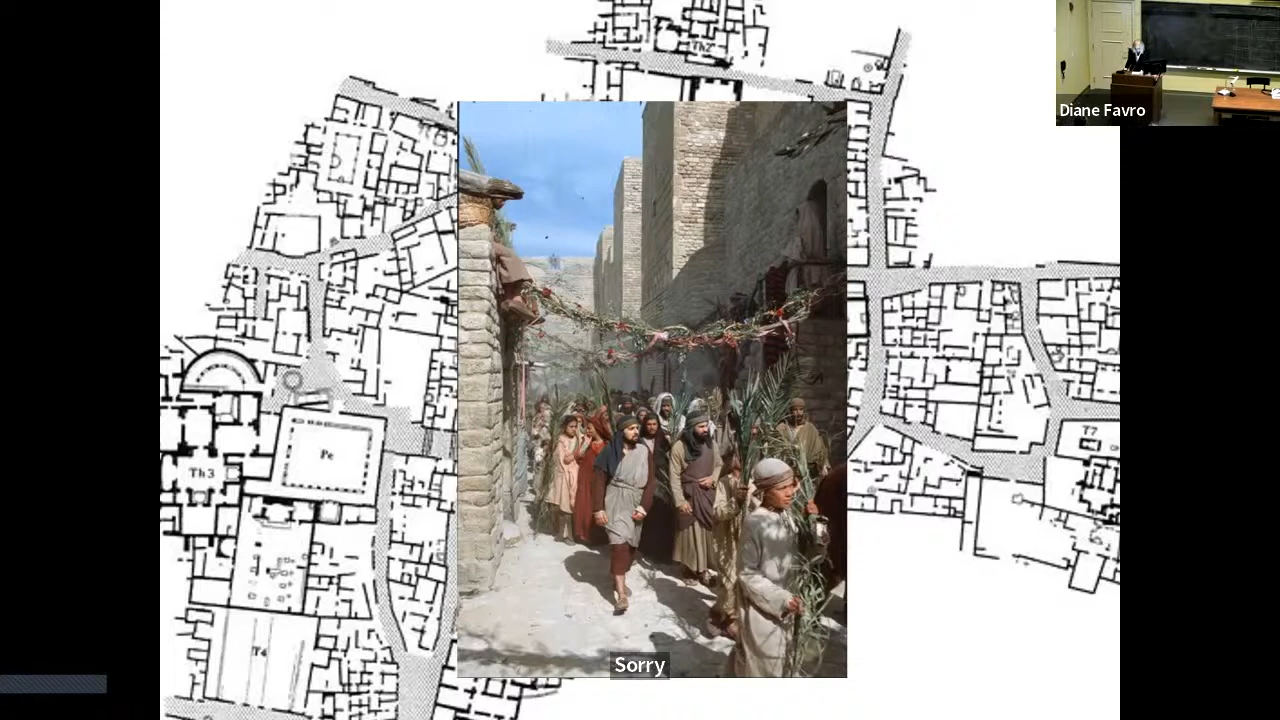 Th2
Diane Favro
Pe
T7
Th3
T4
Sorry